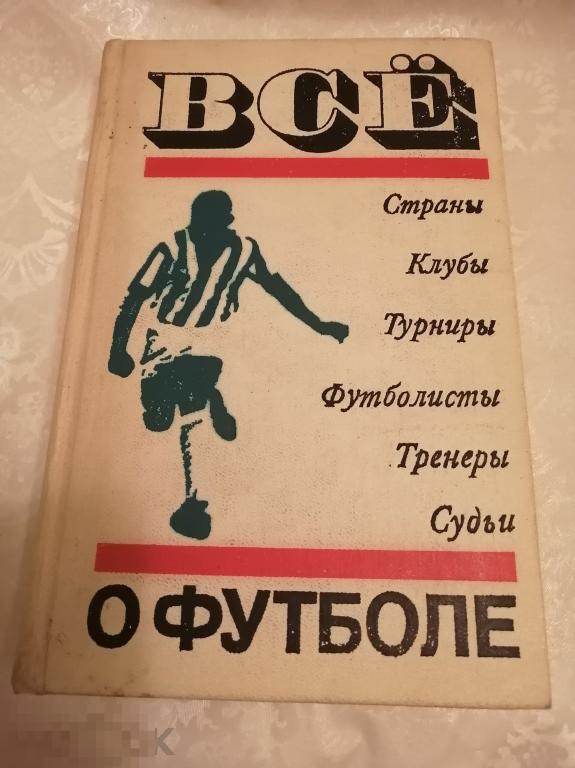 ВСЁ
Страны
Клубы
Турниры
Футболисты
Тренеры
Судьи
О ФУТБОЛЕ